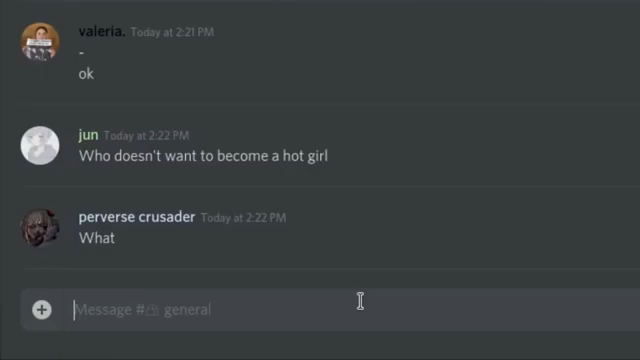 valeria. Today at 2:21 PM
-
ok
jun Today at 2:22 PM
Who doesn't want to become a hot girl
perverse crusader Today at 2:22 PM
What
Message # general